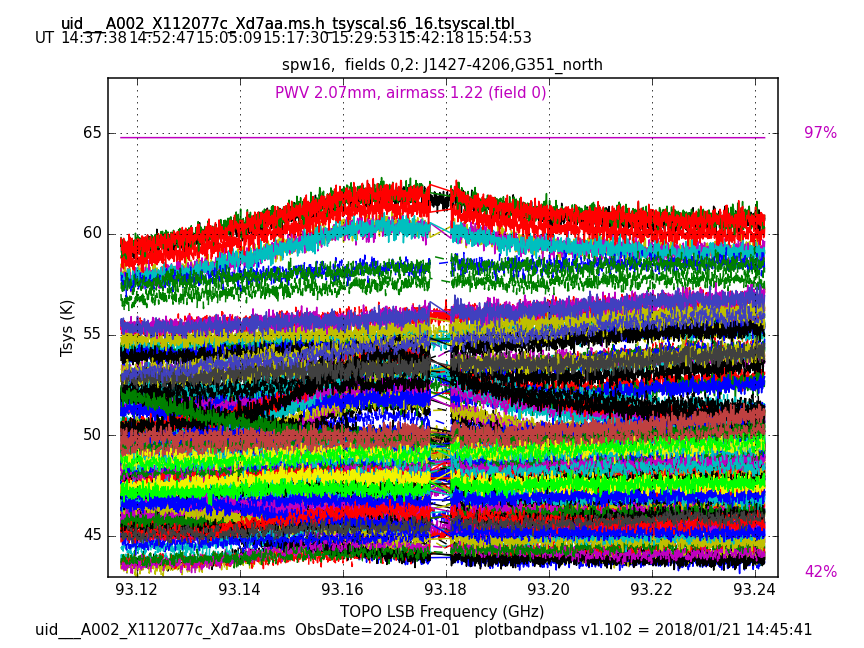 uid___A002_X112077c_Xd7aa.ms.h_tsyscal.s6_16.tsyscal.tbl
UT 14:37:38 14:52:47 15:05:09 15:17:30 15:29:53 15:42:18 15:54:53
spw16,  fields 0,2: J1427-4206,G351_north
PWV 2.07mm, airmass 1.22 (field 0)
97%
65
60
55
50
45
Tsys (K)
42%
93.12 93.14 93.16 93.18 93.20 93.22 93.24
TOPO LSB Frequency (GHz)
uid___A002_X112077c_Xd7aa.ms  ObsDate=2024-01-01   plotbandpass v1.102 = 2018/01/21 14:45:41